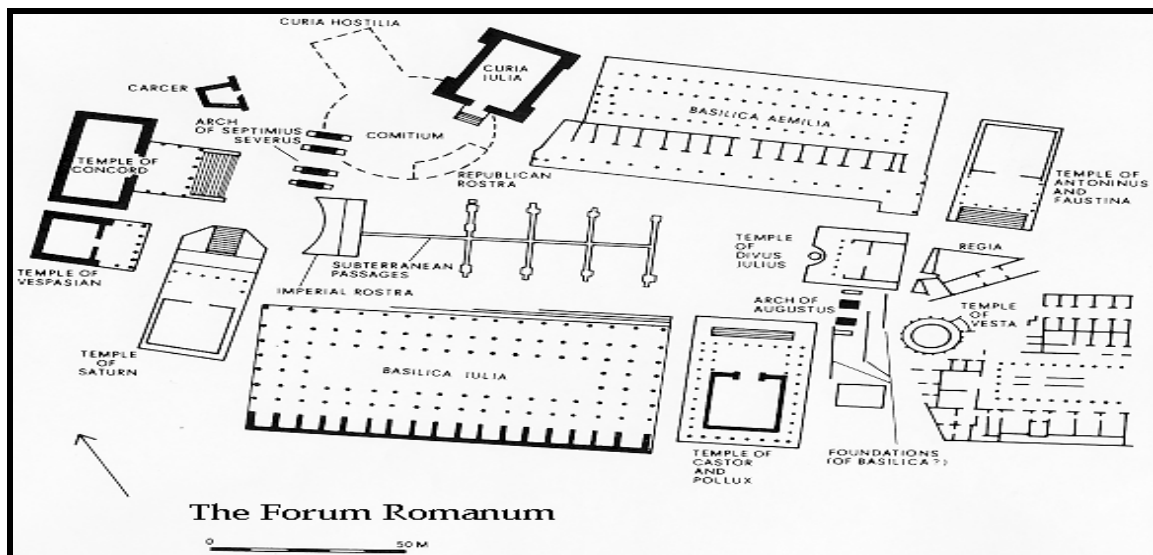 CURIA HOSTILIA
CURIA
IULIA
CARCER
ARCH
OF SEPTIMIUS
SEVERUS
COMITIUM
BASILICA AEMILIA
TEMPLE OF
CONCORD
REPUBLICAN
ROSTRA
TEMPLE OF
ANTONINUS
AND
FAUSTINA
TEMPLE
OF
DIVUS
JULIUS
REGIA
SUBTERRANEAN
PASSAGES
TEMPLE OF
VESPASIAN
IMPERIAL ROSTRA
ARCH OF
AUGUSTUS
TEMPLE
OF
VESTA
TEMPLE
OF
SATURN
BASILICA IULIA
TEMPLE OF
CASTOR
AND
POLLUX
FOUNDATIONS
(OF BASILICA?)
The Forum Romanum
0 50 M